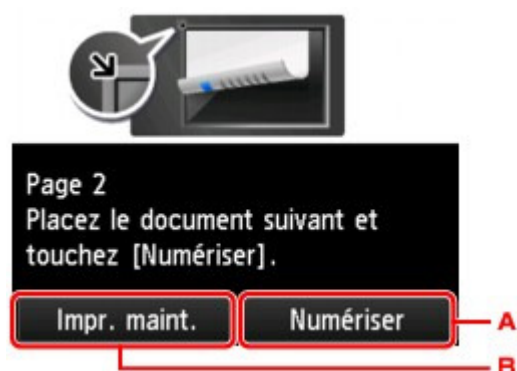 Page 2
Placez le document suivant et
touchez [Numériser].
Impr. maint.
Numériser
A
B